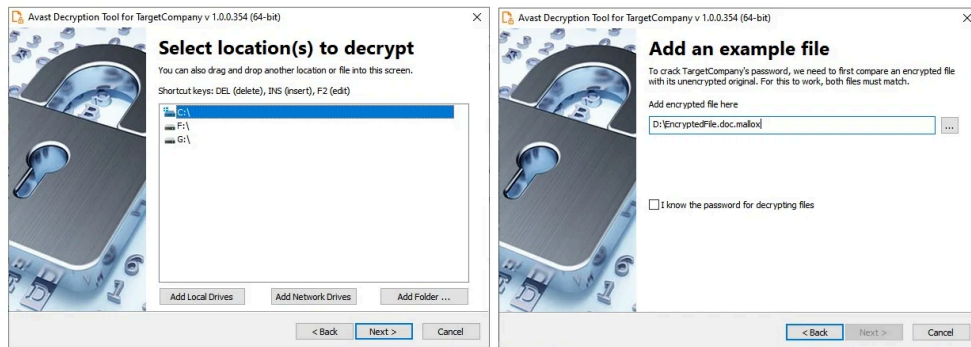 Avast Decryption Tool for TargetCompany v 1.0.0.354 (64-bit)
Select location(s) to decrypt
You can also drag and drop another location or file into this screen.
Shortcut keys: DEL (delete), INS (insert), F2 (edit)
C:\
F:\
G:\
Add Local Drives
Add Network Drives
Add Folder ...
< Back
Next >
Cancel
Avast Decryption Tool for TargetCompany v 1.0.0.354 (64-bit)
Add an example file
To crack TargetCompany's password, we need to first compare an encrypted file
with its unencrypted original. For this to work, both files must match.
Add encrypted file here
D:\EncryptedFile.doc.mallox
...
I know the password for decrypting files
< Back
Next >
Cancel